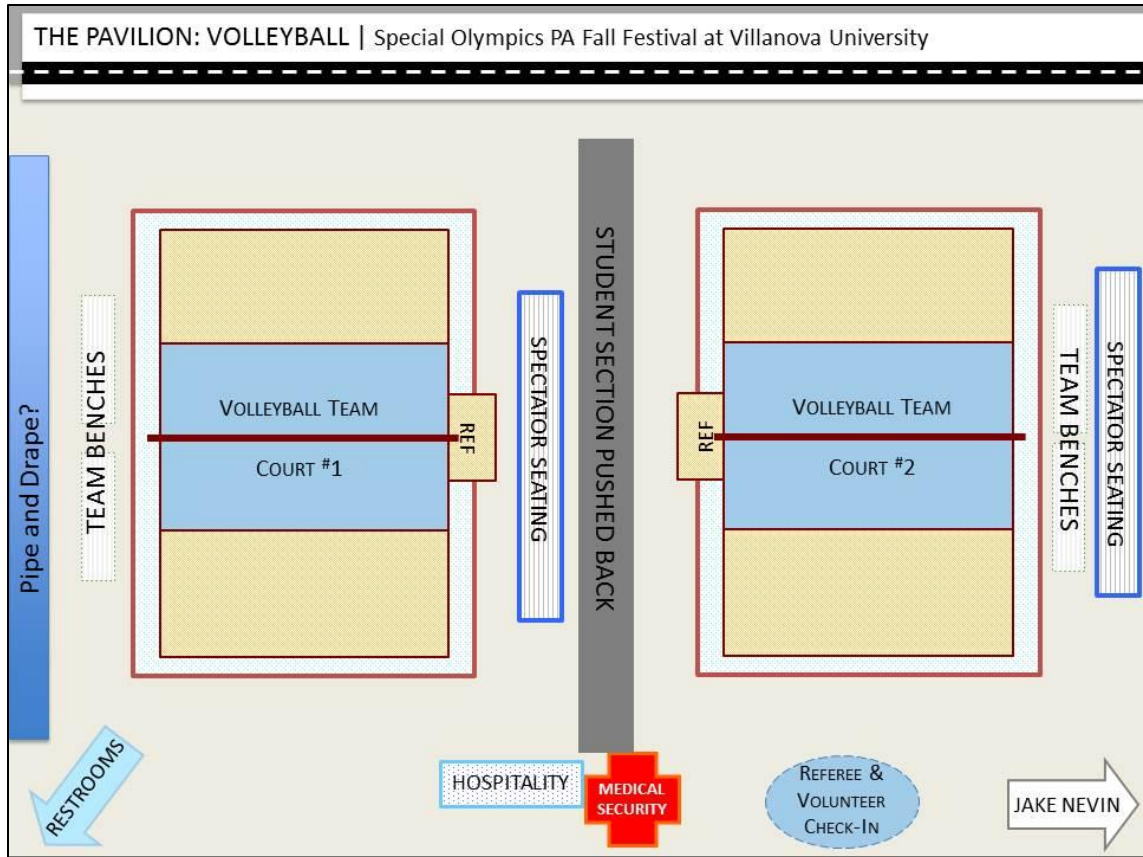 THE PAVILION: VOLLEYBALL | Special Olympics PA Fall Festival at Villanova University
Pipe and Drape?
TEAM BENCHES
VOLLEYBALL TEAM
COURT #1
REF
SPECTATOR SEATING
STUDENT SECTION PUSHED BACK
REF
VOLLEYBALL TEAM
COURT #2
TEAM BENCHES
SPECTATOR SEATING
RESTROOMS
HOSPITALITY
MEDICAL
SECURITY
REFEREE &
VOLUNTEER
CHECK-IN
JAKE NEVIN